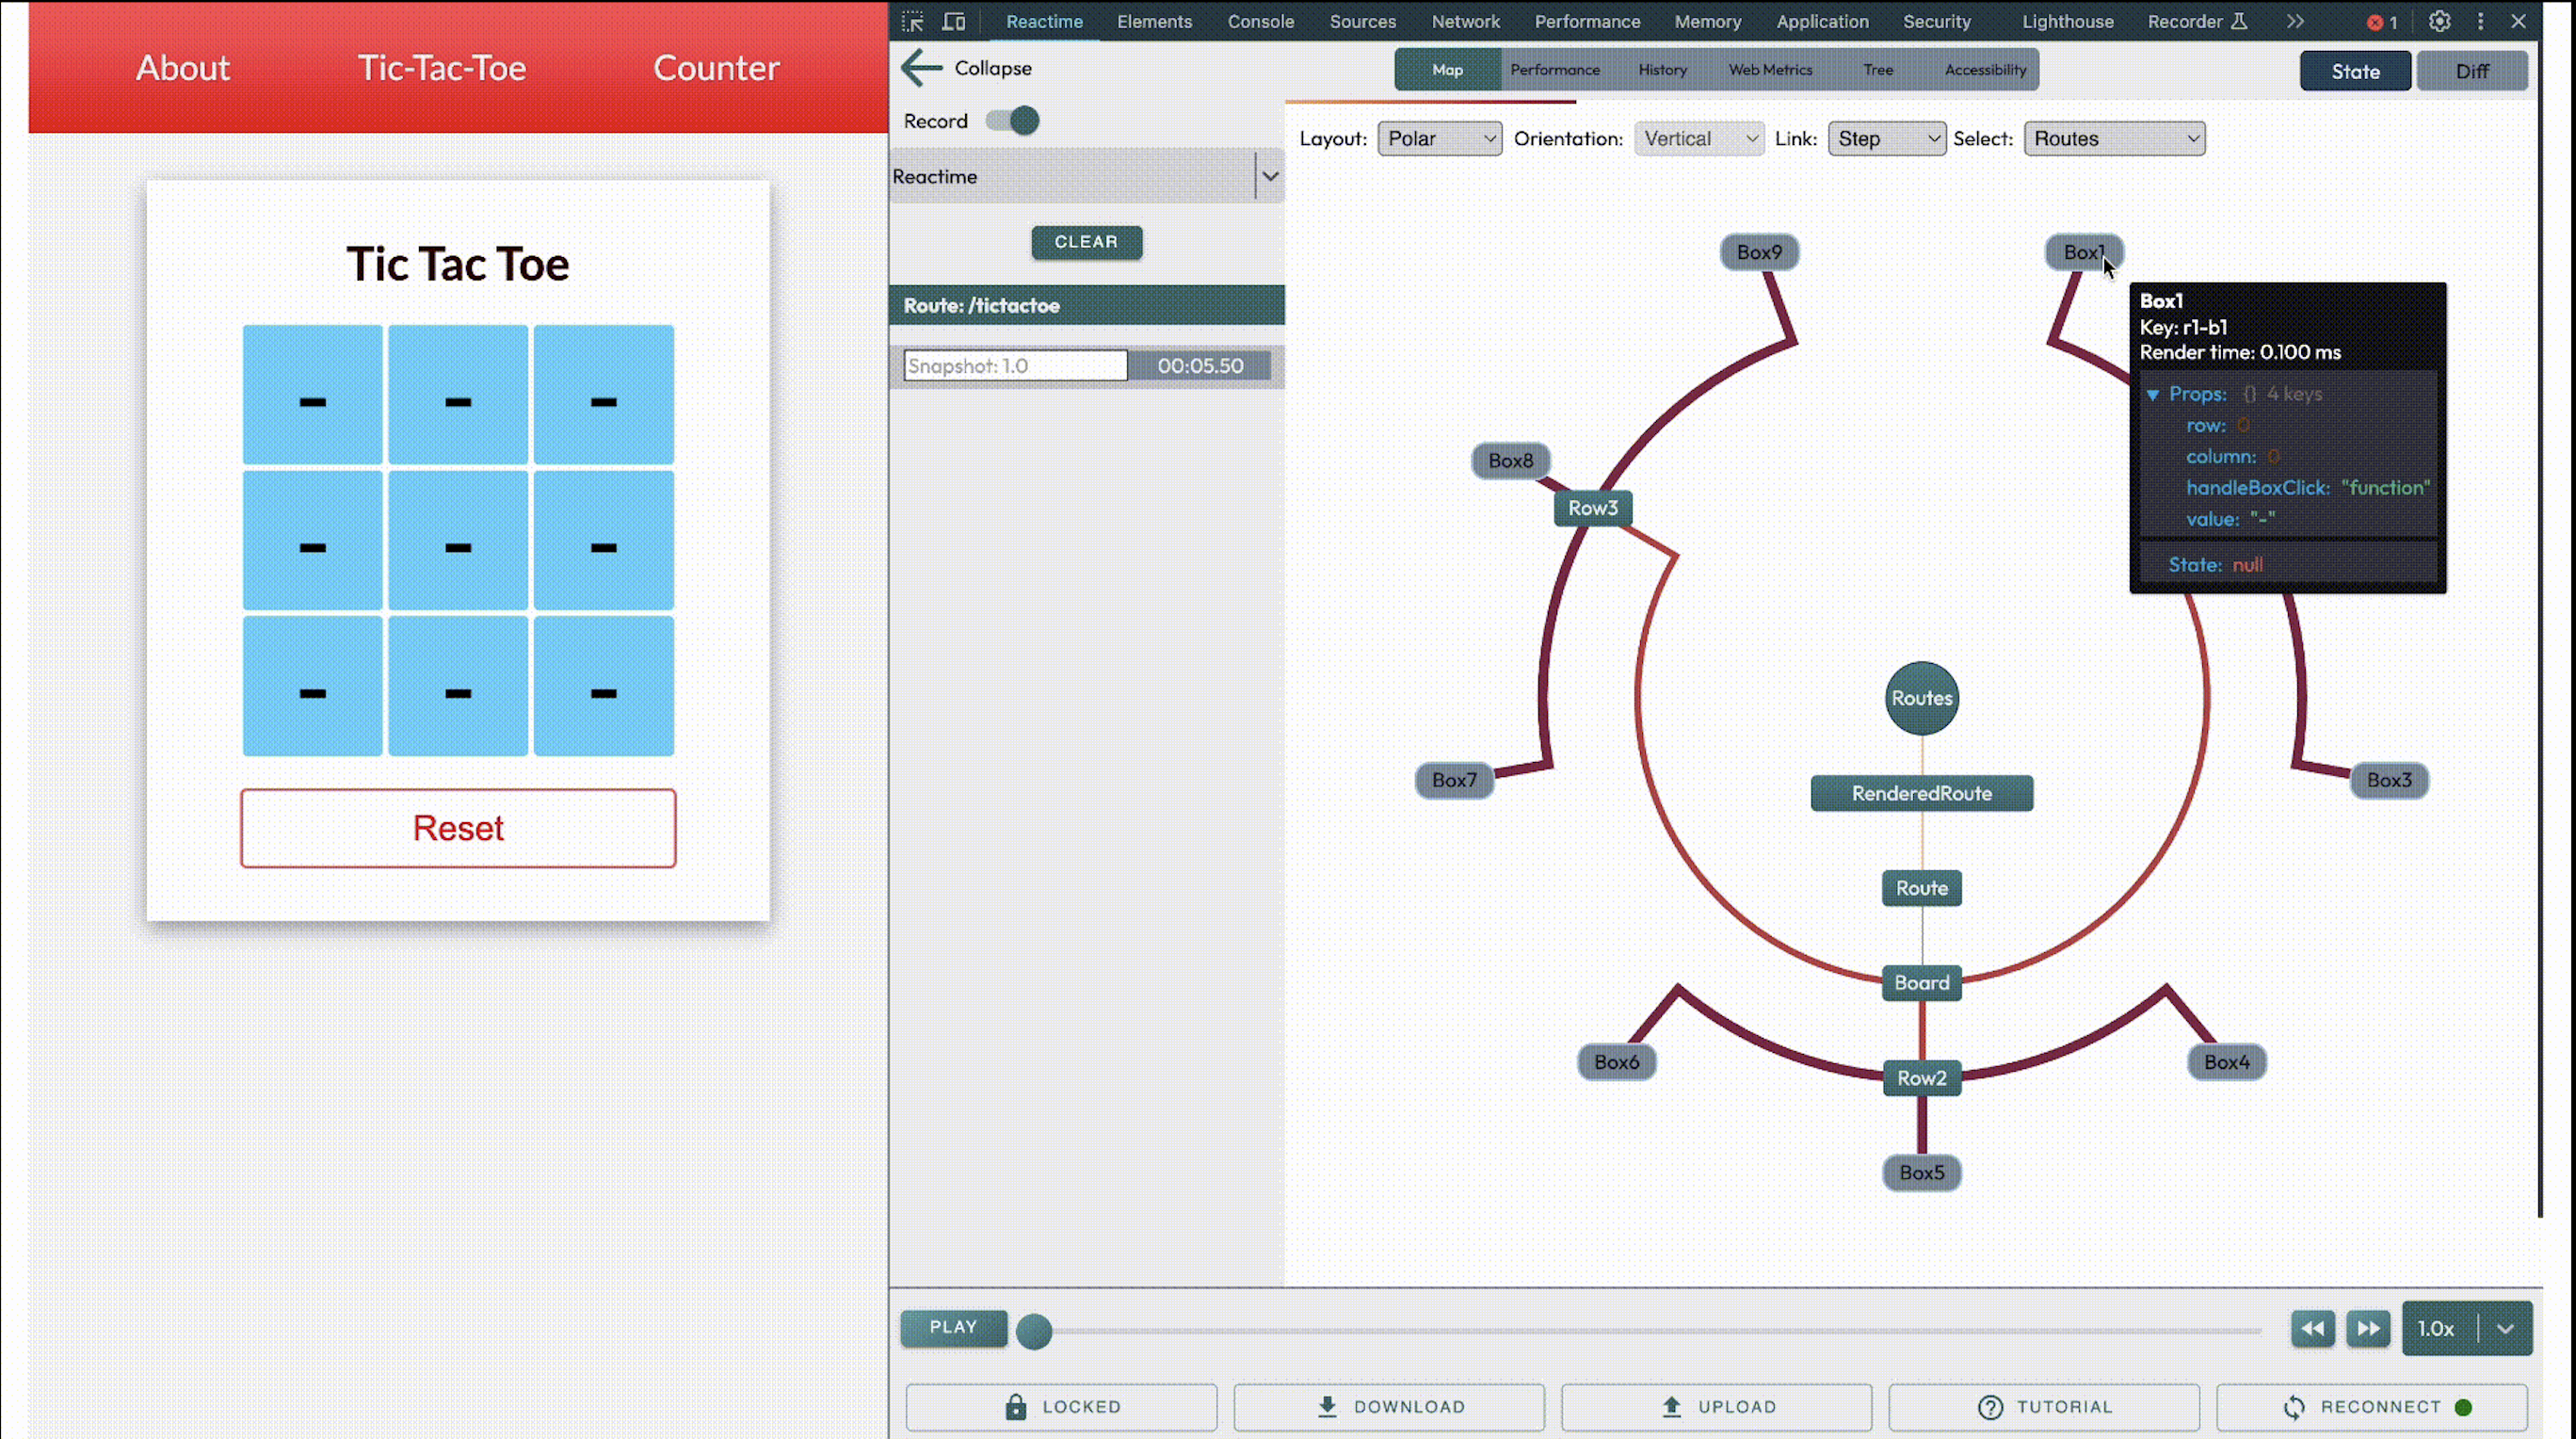 About Tic-Tac-Toe Counter
Tic Tac Toe
- - -
- - -
- - -
Reset
Reactime Elements Console Sources Network Performance Memory Application Security Lighthouse Recorder 1
Collapse
Map Performance History Web Metrics Tree Accessibility
State Diff
Record
Reactime
CLEAR
Route: /tictactoe
Snapshot: 1.0 00:05.50
Layout: Polar Orientation: Vertical Link: Step Select: Routes
Box9 Box1
Box1
Key: r1-b1
Render time: 0.100 ms
Props: {} 4 keys
row: 0
column: 0
handleBoxClick: "function"
value: "-"
State: null
Box8
Row3
Routes
Box7 RenderedRoute Box3
Route
Board
Box6 Box4
Row2
Box5
PLAY 1.0x
LOCKED DOWNLOAD UPLOAD TUTORIAL RECONNECT